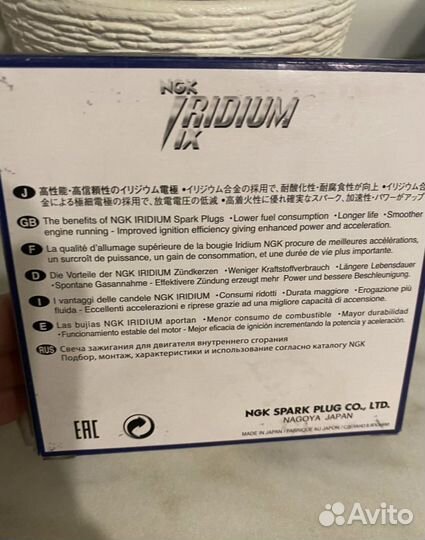 NGK
IRIDIUM
IX
J 高性能・高信頼性のイリジウム電極 •イリジウム合金の採用で、耐酸化性・耐腐食性が向上 •イリジウム合
金による極細電極の採用で、放電電圧の低減 •高着火性に優れ確実なスパーク、加速性・パワーがアップ
GB The benefits of NGK IRIDIUM Spark Plugs •Lower fuel consumption •Longer life •Smoother
engine running - Improved ignition efficiency giving enhanced power and acceleration.
F La qualité d'allumage supérieure de la bougie Iridium NGK procure de meilleures accélérations,
un surcroît de puissance, un gain de consommation, et une durée de vie plus importante.
D Die Vorteile der NGK IRIDIUM Zündkerzen •Weniger Kraftstoffverbrauch •Längere Lebensdauer
•Spontane Gasannahme - Effektivere Zündung erzeugt mehr Power und bessere Beschleunigung.
I I vantaggi delle candele NGK IRIDIUM •Consumi ridotti •Durata maggiore •Erogazione più
fluida - Eccellenti accelerazioni e riprese grazie ad una migliore capacità di accensione.
E Las bujías NGK IRIDIUM aportan •Menor consumo de combustible •Mayor durabilidad
•Funcionamiento estable del motor - Mejor eficacia de ignición incrementando la potencia y aceleración.
RUS Свеча зажигания для двигателя внутреннего сгорания
Подбор, монтаж, характеристики и использование согласно каталогу NGK
EAC
NGK SPARK PLUG CO., LTD.
NAGOYA JAPAN
MADE IN JAPAN / FABRIQUÉ AU JAPON / СДЕЛАНО В ЯПОНИИ
Avito